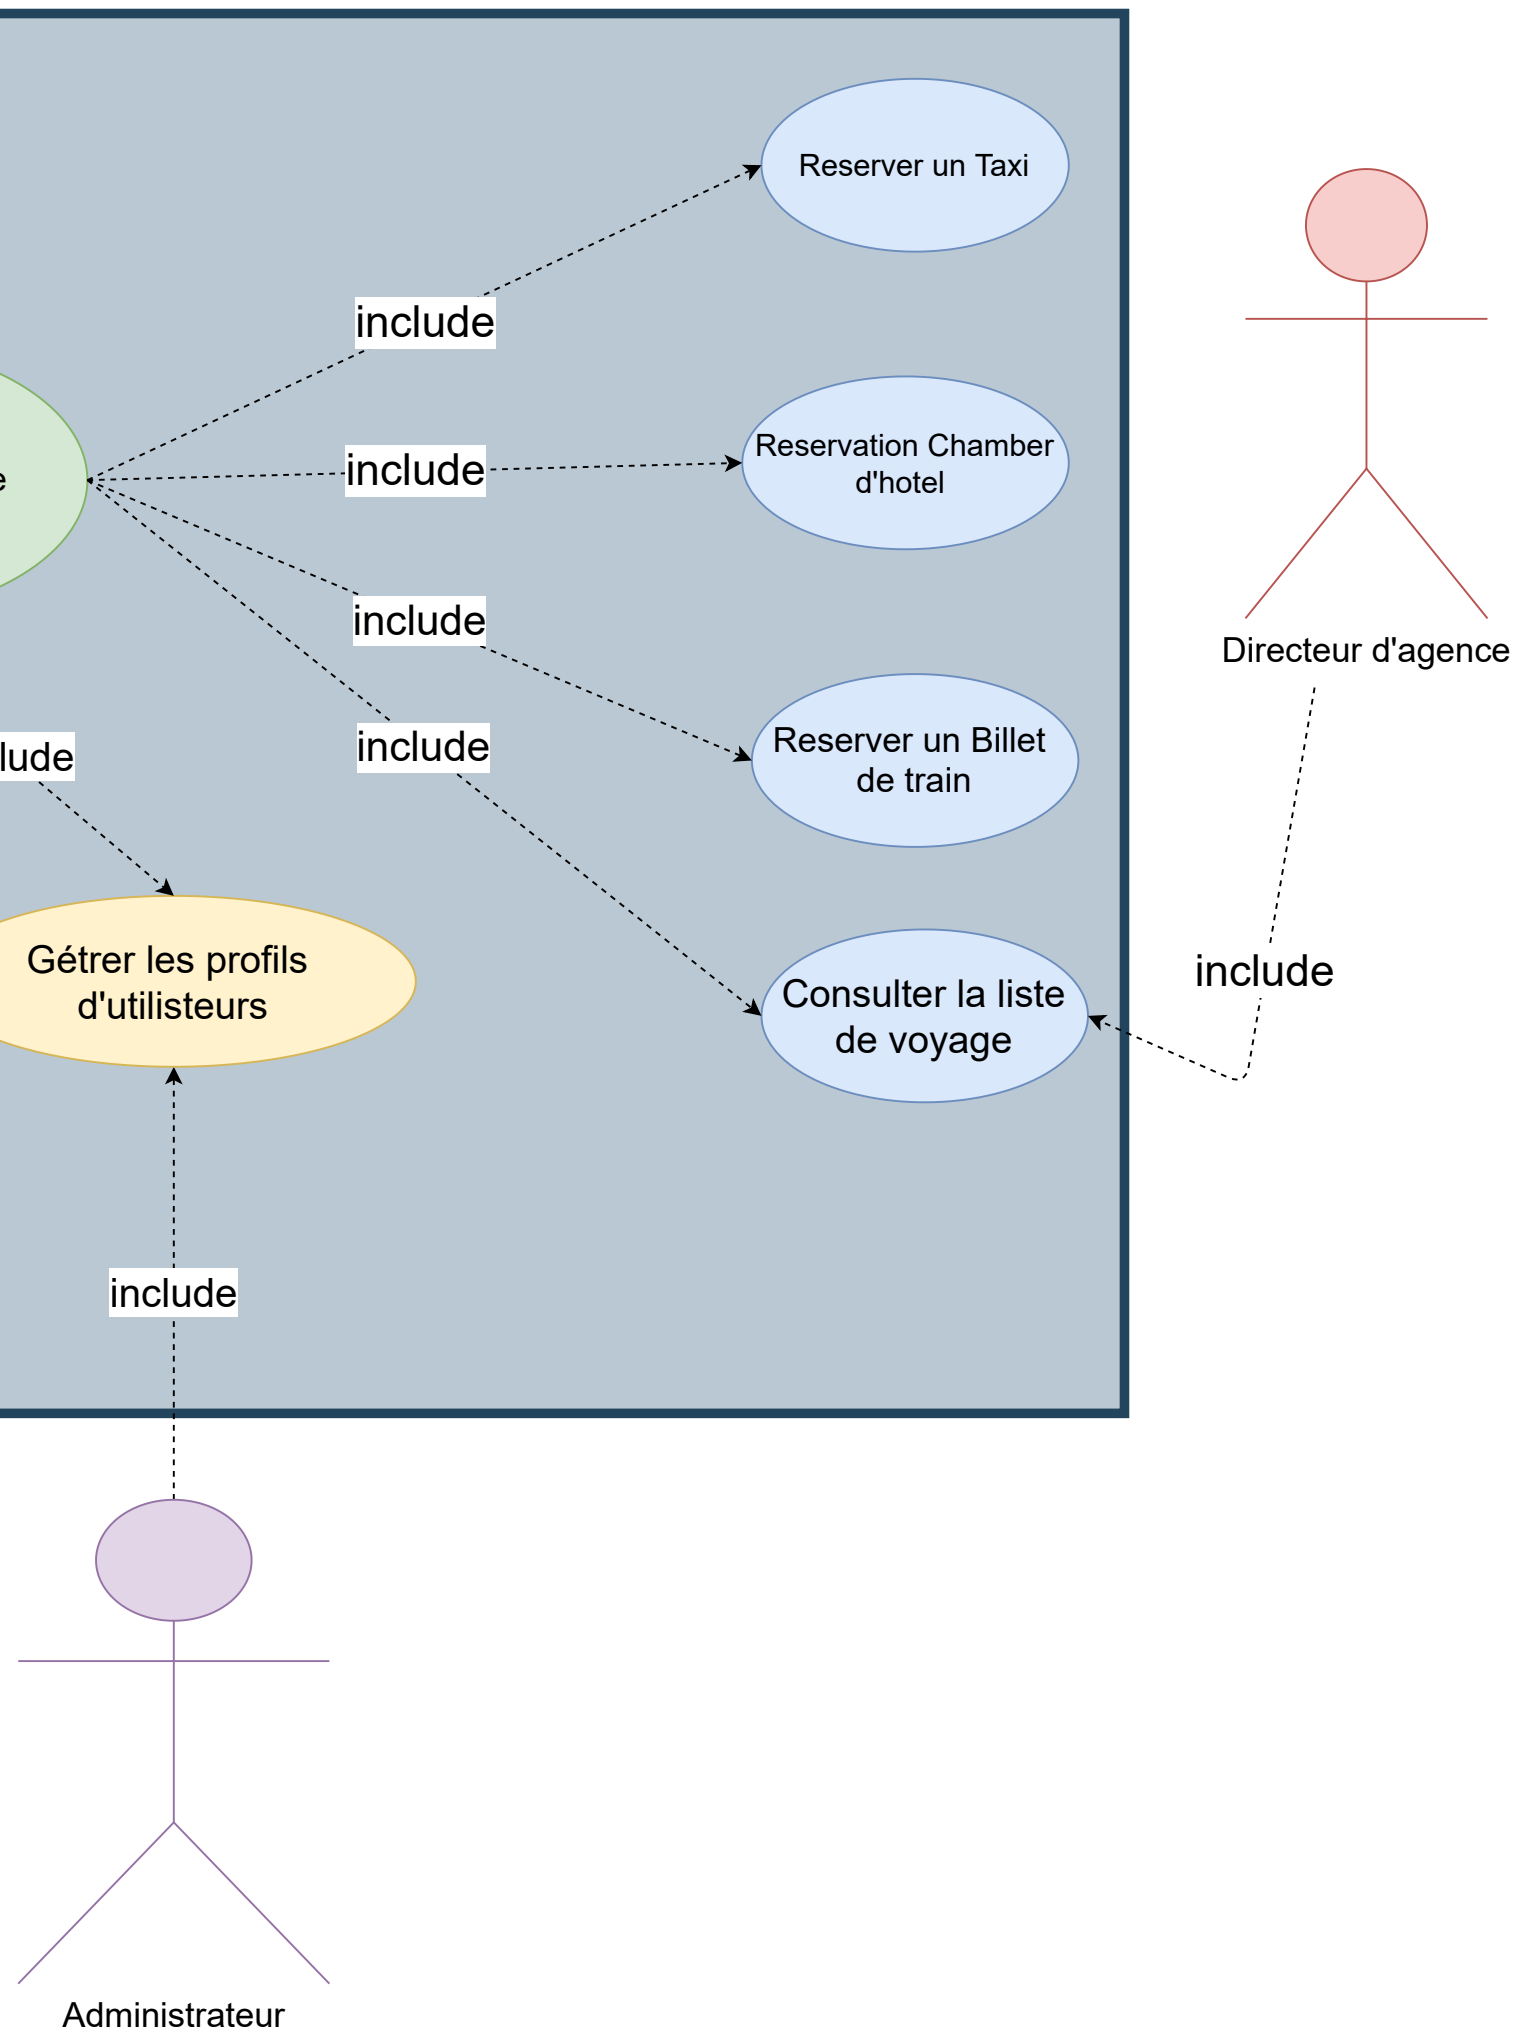 Reserver un Taxi
include
Reservation Chamber
d'hotel
include
include
Directeur d'agence
Reserver un Billet
de train
include
lude
Gétrer les profils
d'utilisteurs
Consulter la liste
de voyage
include
include
Administrateur